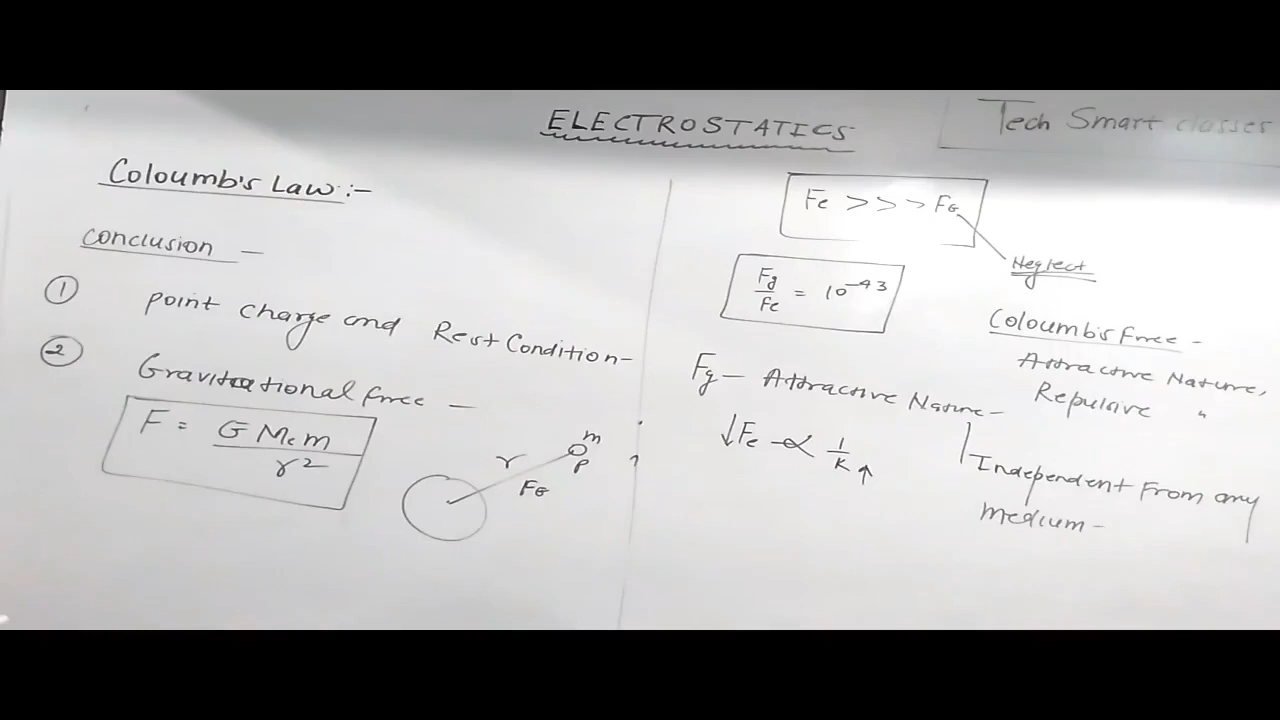 ELECTROSTATICS
Tech Smart classes
Coloumb's Law :-
Conclusion -
① Point Charge and Rest Condition-
② Gravitational force -
F = G Me m / r²
r
m
P
FG
Fe >>> FG
Neglect
Fg / Fe = 10⁻⁴³
Fg - Attractive Nature -
↓Fe ∝ 1/K ↑
Coloumb's Force -
Attractive Nature,
Repulsive "
Independent From any
medium -